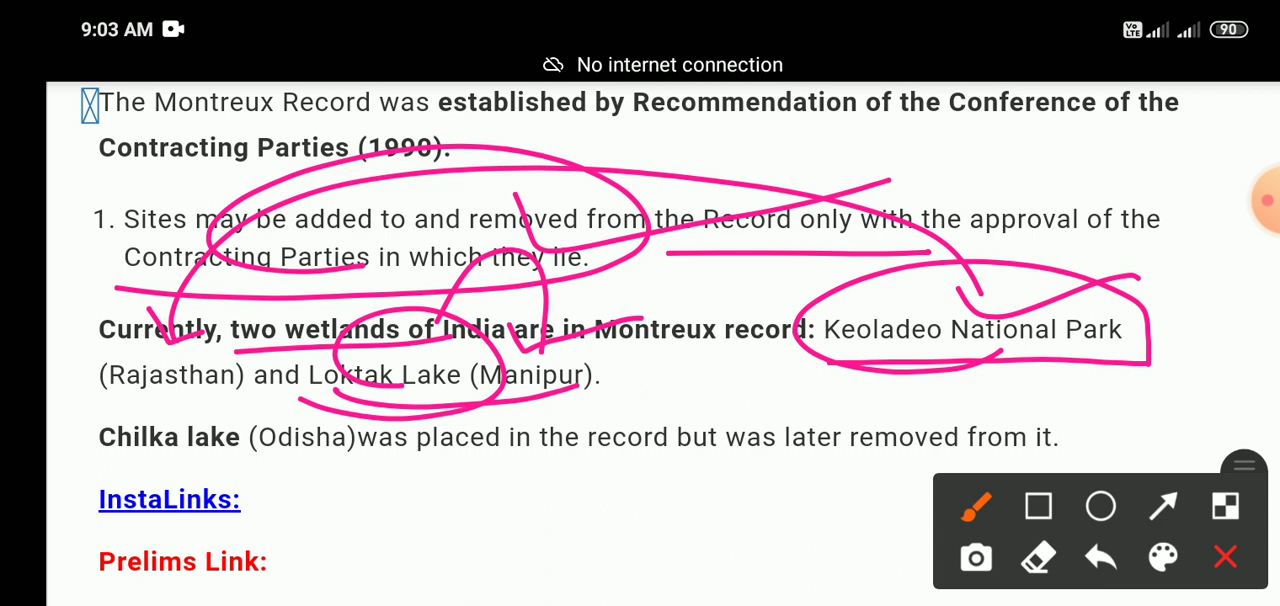 9:03 AM
Vo LTE
90
No internet connection
The Montreux Record was established by Recommendation of the Conference of the
Contracting Parties (1990).
1. Sites may be added to and removed from the Record only with the approval of the
Contracting Parties in which they lie.
Currently, two wetlands of India are in Montreux record: Keoladeo National Park
(Rajasthan) and Loktak Lake (Manipur).
Chilka lake (Odisha)was placed in the record but was later removed from it.
InstaLinks:
Prelims Link: